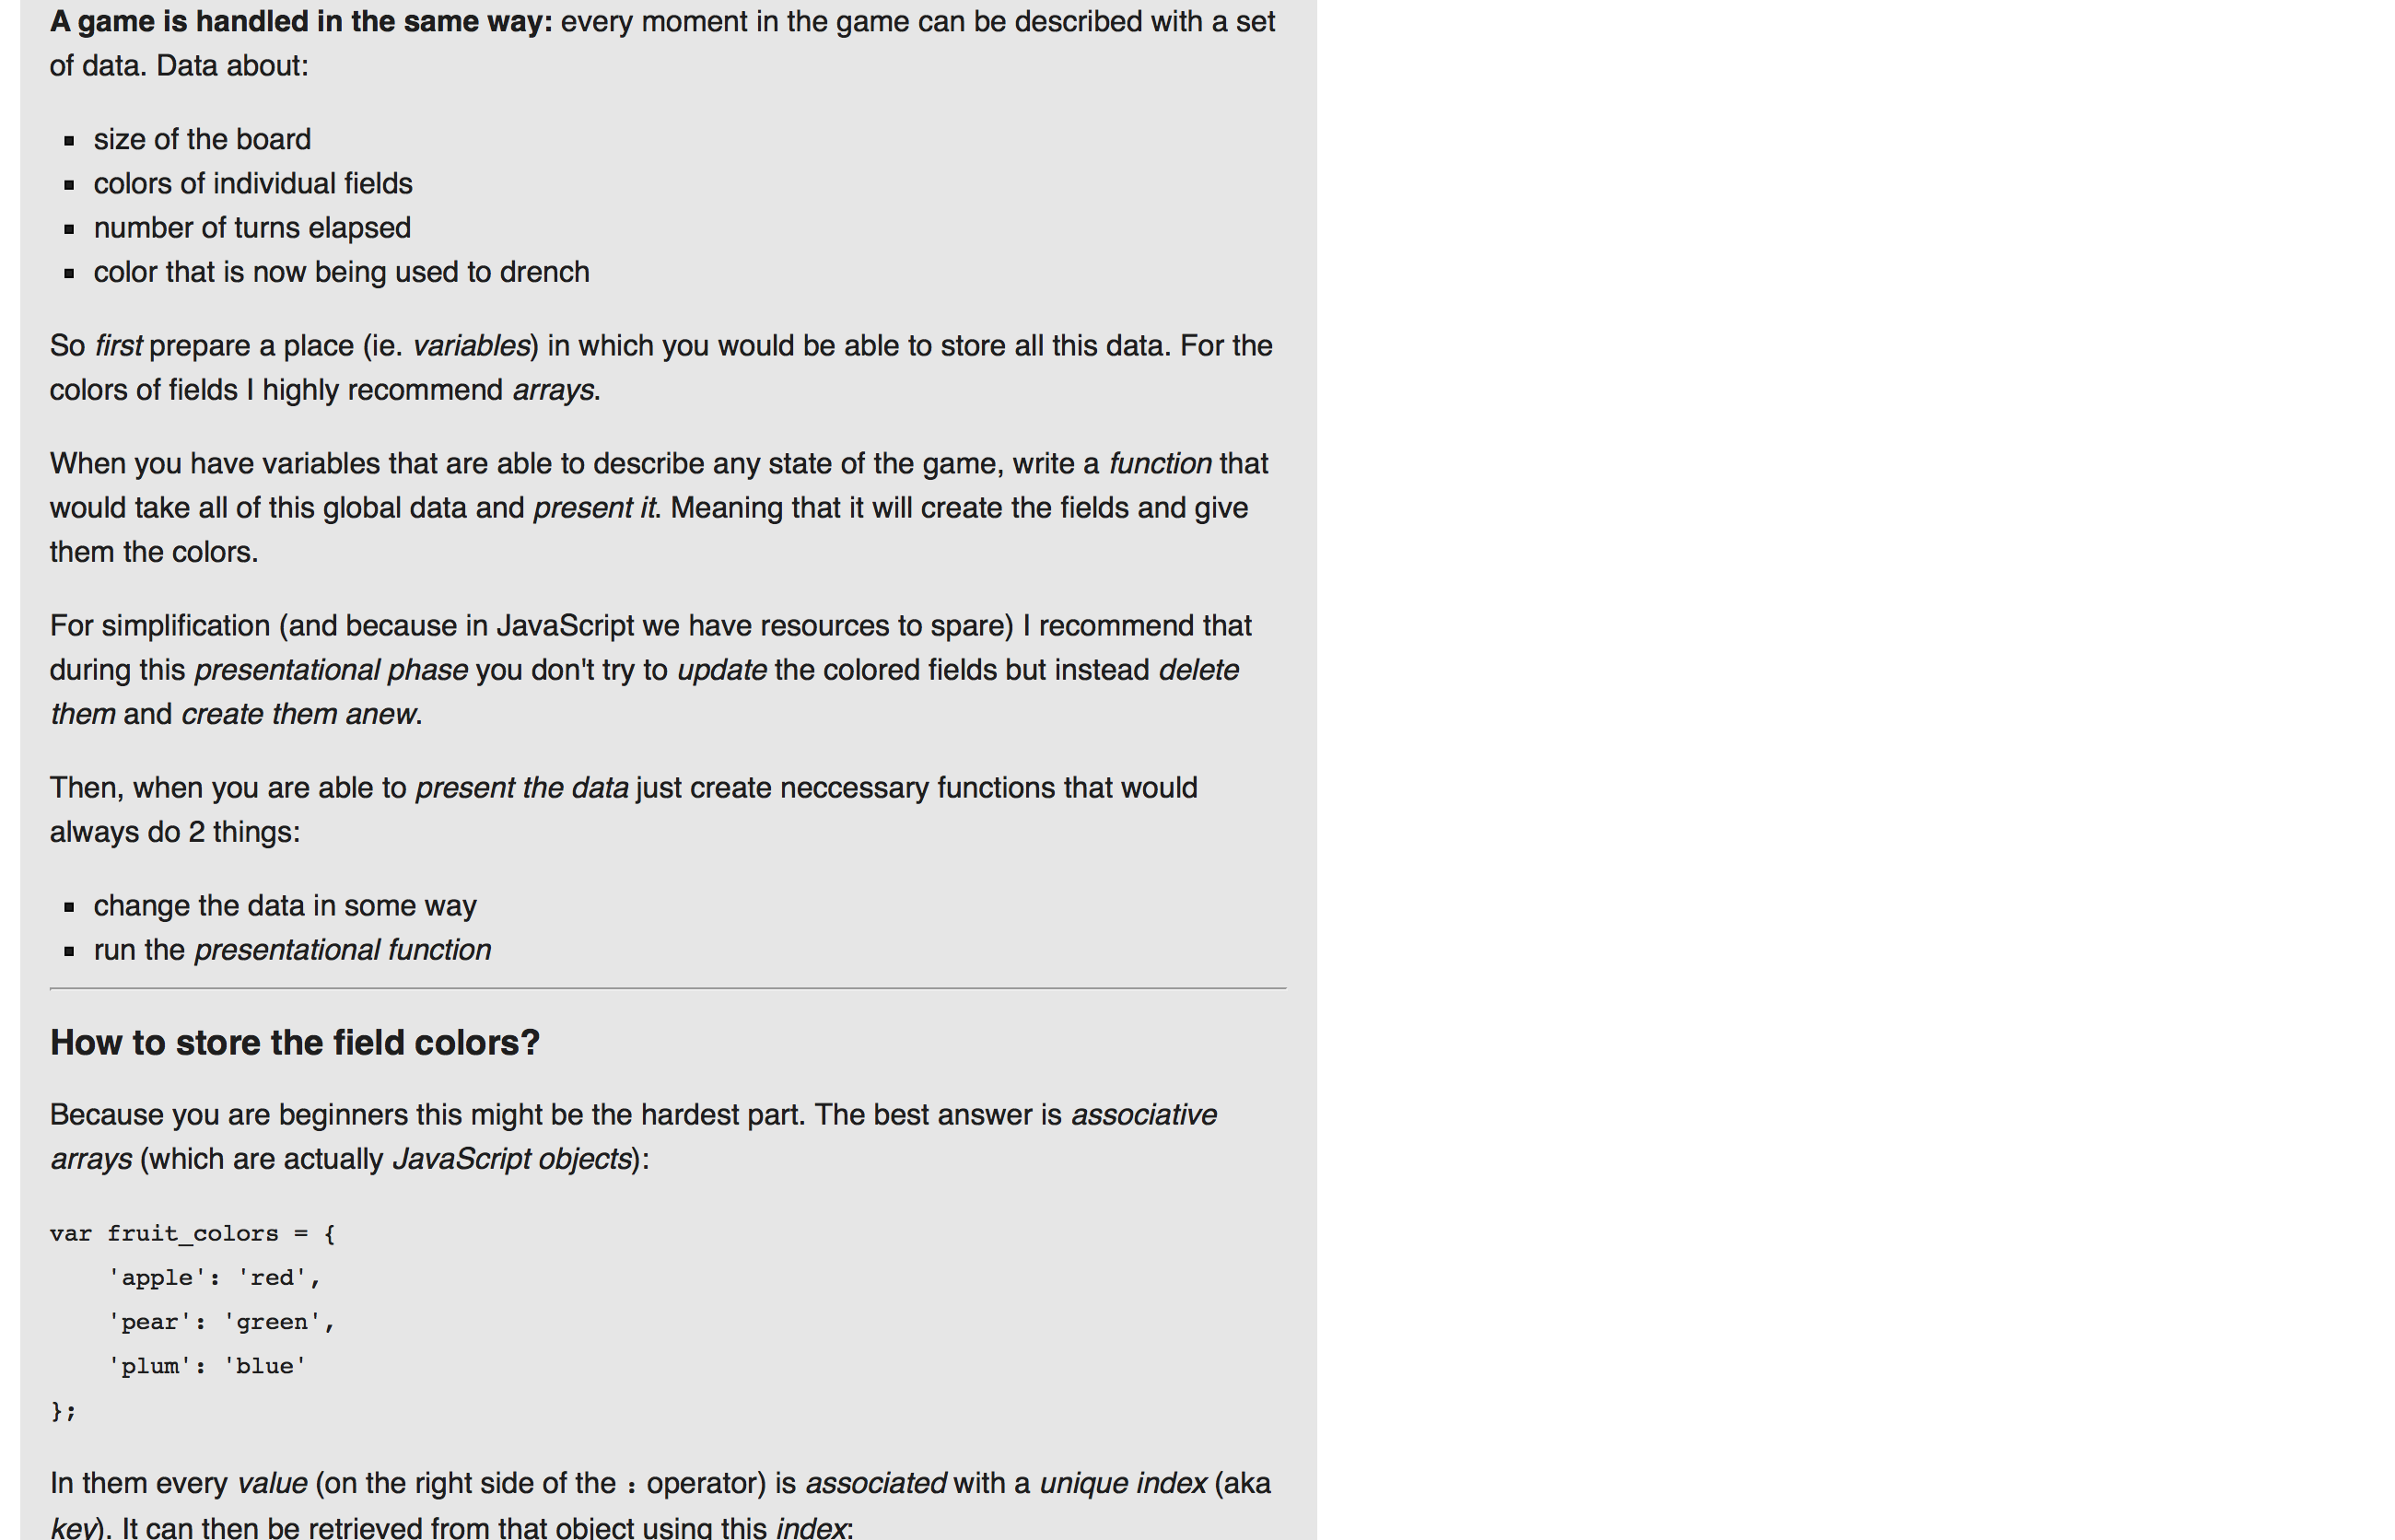 A game is handled in the same way: every moment in the game can be described with a set
of data. Data about:
size of the board
colors of individual fields
number of turns elapsed
color that is now being used to drench
So first prepare a place (ie. variables) in which you would be able to store all this data. For the
colors of fields I highly recommend arrays.
When you have variables that are able to describe any state of the game, write a function that
would take all of this global data and present it. Meaning that it will create the fields and give
them the colors.
For simplification (and because in JavaScript we have resources to spare) I recommend that
during this presentational phase you don't try to update the colored fields but instead delete
them and create them anew.
Then, when you are able to present the data just create neccessary functions that would
always do 2 things:
change the data in some way
run the presentational function
How to store the field colors?
Because you are beginners this might be the hardest part. The best answer is associative
arrays (which are actually JavaScript objects):
var fruit_colors = {
    'apple': 'red',
    'pear': 'green',
    'plum': 'blue'
};
In them every value (on the right side of the : operator) is associated with a unique index (aka
key). It can then be retrieved from that object using this index: